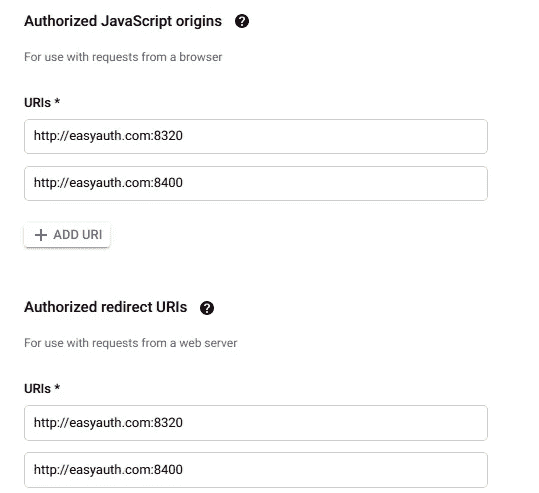 Authorized JavaScript origins ?
For use with requests from a browser
URIs *
http://easyauth.com:8320
http://easyauth.com:8400
+ ADD URI
Authorized redirect URIs ?
For use with requests from a web server
URIs *
http://easyauth.com:8320
http://easyauth.com:8400